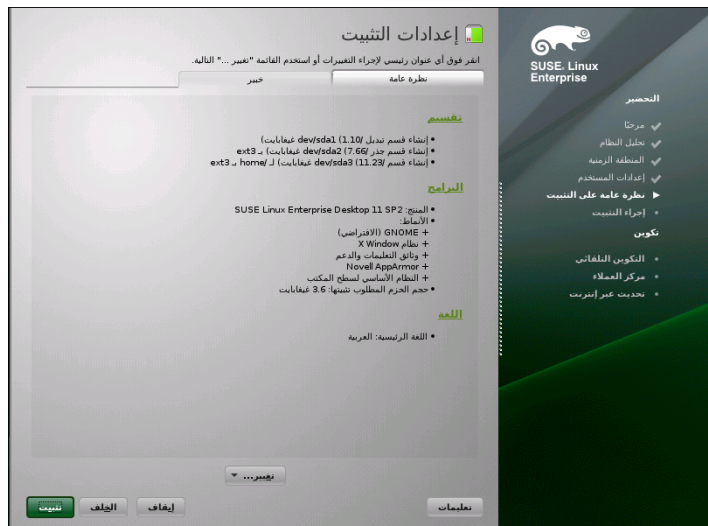 إعدادات التثبيت
انقر فوق أي عنوان رئيسي لإجراء التغييرات أو استخدم القائمة "تغيير ..." التالية.
نظرة عامة
خبير
تقسيم
• إنشاء قسم تبديل /dev/sda1 (1.10 غيغابايت)
• إنشاء قسم جذر /dev/sda2 (7.66 غيغابايت) بـ ext3
• إنشاء قسم /dev/sda3 (11.23 غيغابايت) لـ /home بـ ext3
البرامج
• المنتج: SUSE Linux Enterprise Desktop 11 SP2
• الأنماط:
+ GNOME (الافتراضي)
+ نظام X Window
+ وثائق التعليمات والدعم
+ Novell AppArmor
+ النظام الأساسي لسطح المكتب
• حجم الحزم المطلوب تثبيتها: 3.6 غيغابايت
اللغة
• اللغة الرئيسية: العربية
تغيير...
تعليمات
إيقاف
الخلف
تثبيت
SUSE. Linux
Enterprise
التحضير
مرحبًا
تحليل النظام
المنطقة الزمنية
إعدادات المستخدم
نظرة عامة على التثبيت
إجراء التثبيت
تكوين
التكوين التلقائي
مركز العملاء
تحديث عبر إنترنت